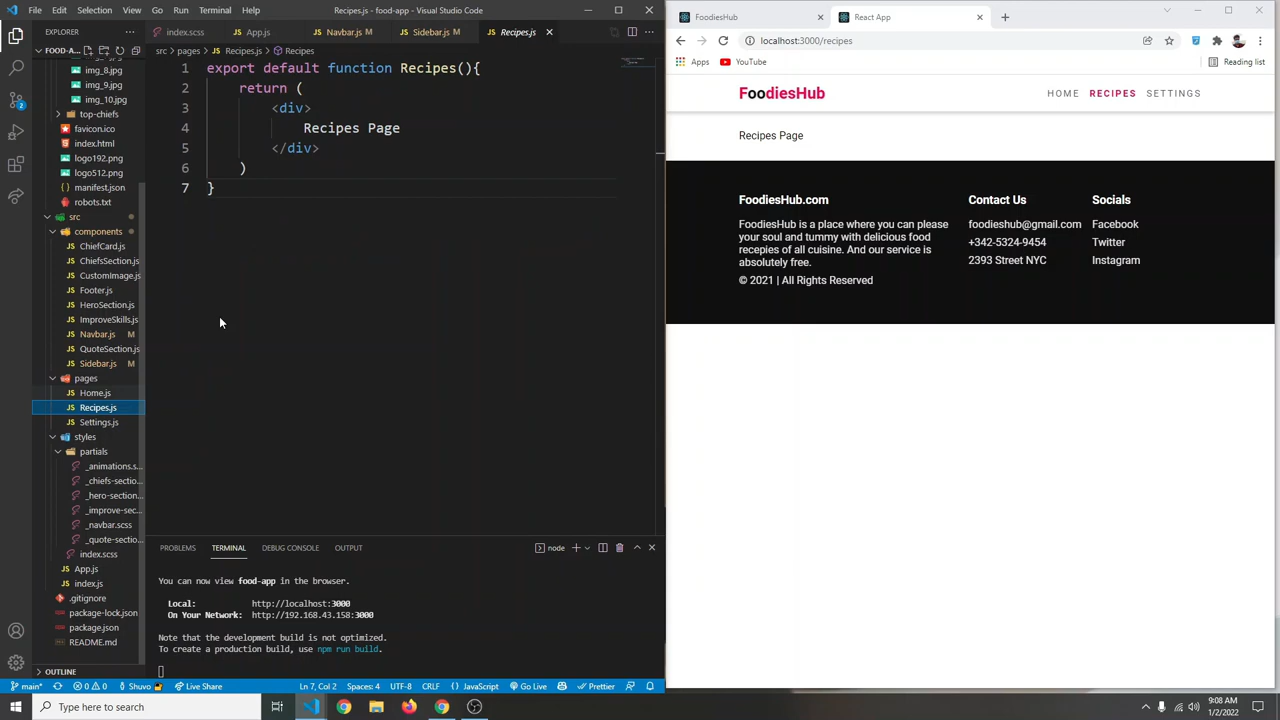 File Edit Selection View Go Run Terminal Help Recipes.js - food-app - Visual Studio Code
EXPLORER
FOOD-A...
img_8.jpg
img_9.jpg
img_10.jpg
top-chiefs
favicon.ico
index.html
logo192.png
logo512.png
manifest.json
robots.txt
src
components
ChiefCard.js
ChiefsSection.js
CustomImage.js
Footer.js
HeroSection.js
ImproveSkills.js
Navbar.js M
QuoteSection.js
Sidebar.js M
pages
Home.js
Recipes.js
Settings.js
styles
partials
_animations.s...
_chiefs-section...
_hero-section...
_improve-sec...
_navbar.scss
_quote-sectio...
index.scss
App.js
index.js
.gitignore
package-lock.json
package.json
README.md
OUTLINE
index.scss App.js Navbar.js M Sidebar.js M Recipes.js
src > pages > Recipes.js > Recipes
1 export default function Recipes(){
2 return (
3 <div>
4 Recipes Page
5 </div>
6 )
7 }
PROBLEMS TERMINAL DEBUG CONSOLE OUTPUT node
You can now view food-app in the browser.
Local: http://localhost:3000
On Your Network: http://192.168.43.158:3000
Note that the development build is not optimized.
To create a production build, use npm run build.
main* 0 0 Shuvo Live Share Ln 7, Col 2 Spaces: 4 UTF-8 CRLF JavaScript Go Live Prettier
FoodiesHub React App
localhost:3000/recipes
Apps YouTube Reading list
FoodiesHub HOME RECIPES SETTINGS
Recipes Page
FoodiesHub.com
FoodiesHub is a place where you can please
your soul and tummy with delicious food
recepies of all cuisine. And our service is
absolutely free.
© 2021 | All Rights Reserved
Contact Us
foodieshub@gmail.com
+342-5324-9454
2393 Street NYC
Socials
Facebook
Twitter
Instagram
Type here to search
9:08 AM
1/2/2022